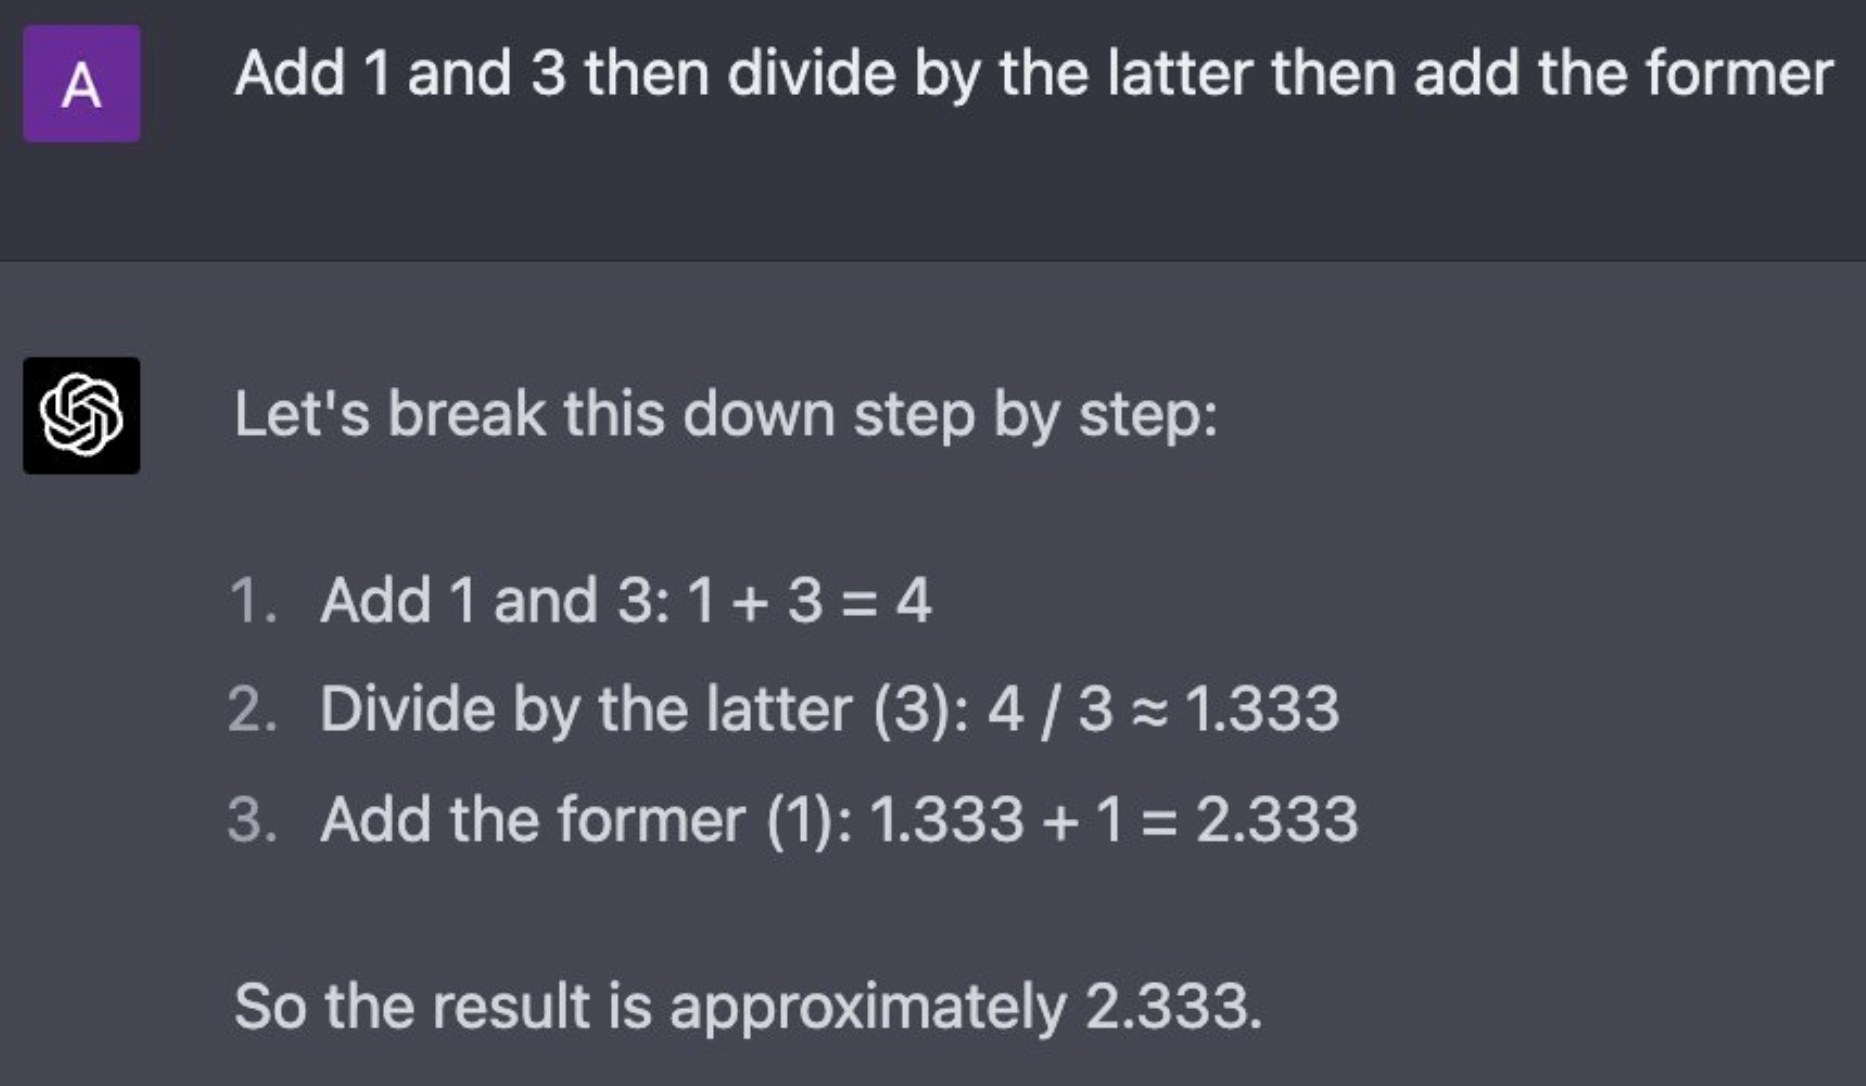 A
Add 1 and 3 then divide by the latter then add the former
Let's break this down step by step:
1. Add 1 and 3: 1 + 3 = 4
2. Divide by the latter (3): 4 / 3 ≈ 1.333
3. Add the former (1): 1.333 + 1 = 2.333
So the result is approximately 2.333.